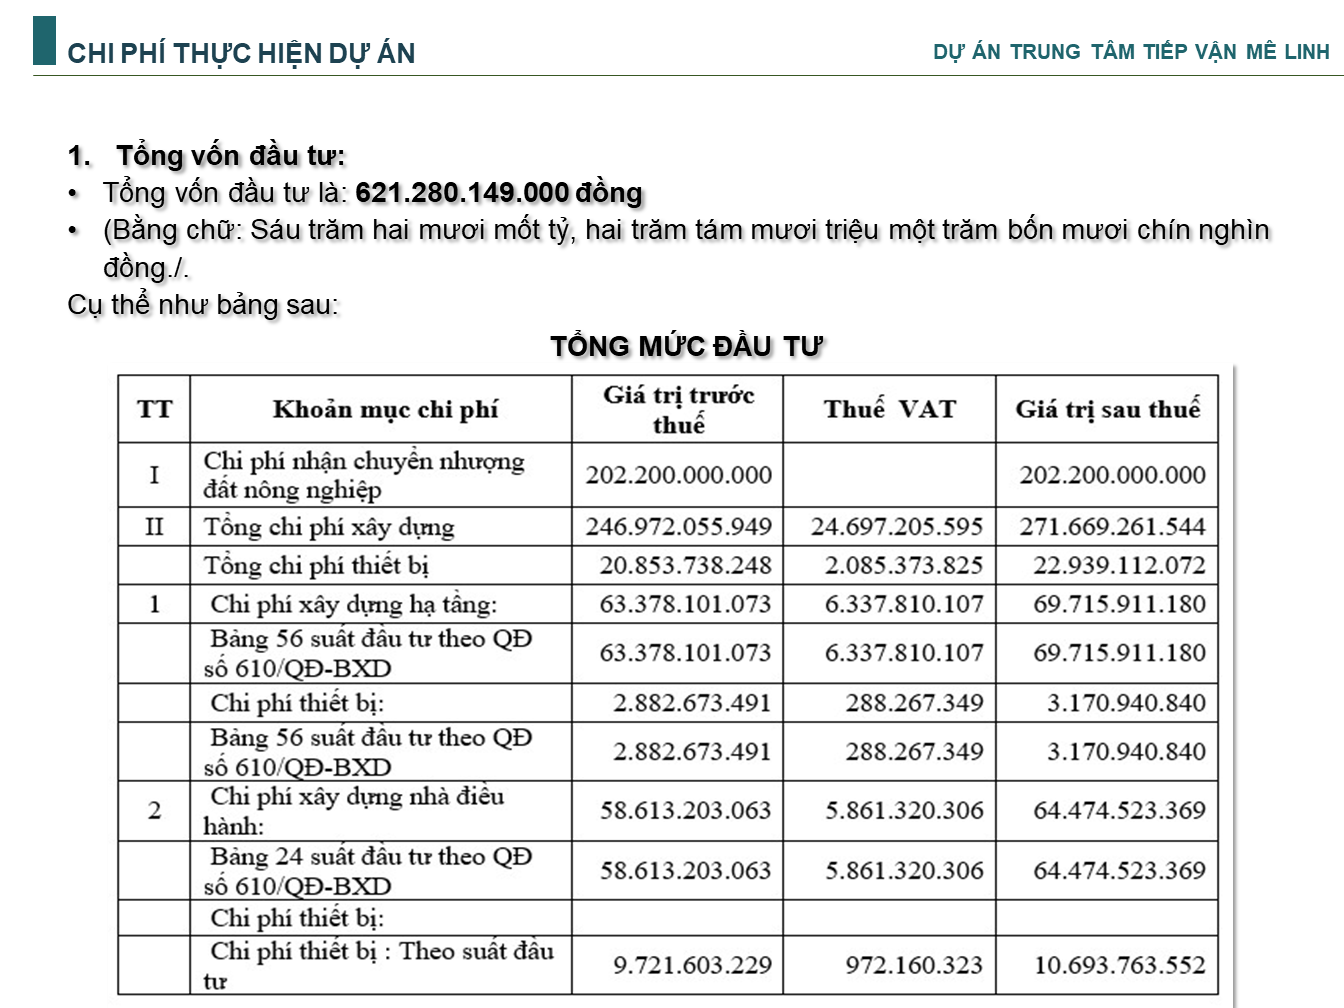 CHI PHÍ THỰC HIỆN DỰ ÁN
DỰ ÁN TRUNG TÂM TIẾP VẬN MÊ LINH
1. Tổng vốn đầu tư:
• Tổng vốn đầu tư là: 621.280.149.000 đồng
• (Bằng chữ: Sáu trăm hai mươi mốt tỷ, hai trăm tám mươi triệu một trăm bốn mươi chín nghìn
đồng./.
Cụ thể như bảng sau:
TỔNG MỨC ĐẦU TƯ
TT Khoản mục chi phí Giá trị trước thuế Thuế VAT Giá trị sau thuế
I Chi phí nhận chuyển nhượng
đất nông nghiệp 202.200.000.000 202.200.000.000
II Tổng chi phí xây dựng 246.972.055.949 24.697.205.595 271.669.261.544
Tổng chi phí thiết bị 20.853.738.248 2.085.373.825 22.939.112.072
1 Chi phí xây dựng hạ tầng: 63.378.101.073 6.337.810.107 69.715.911.180
Bảng 56 suất đầu tư theo QĐ
số 610/QĐ-BXD 63.378.101.073 6.337.810.107 69.715.911.180
Chi phí thiết bị: 2.882.673.491 288.267.349 3.170.940.840
Bảng 56 suất đầu tư theo QĐ
số 610/QĐ-BXD 2.882.673.491 288.267.349 3.170.940.840
2 Chi phí xây dựng nhà điều
hành: 58.613.203.063 5.861.320.306 64.474.523.369
Bảng 24 suất đầu tư theo QĐ
số 610/QĐ-BXD 58.613.203.063 5.861.320.306 64.474.523.369
Chi phí thiết bị:
Chi phí thiết bị : Theo suất đầu
tư 9.721.603.229 972.160.323 10.693.763.552